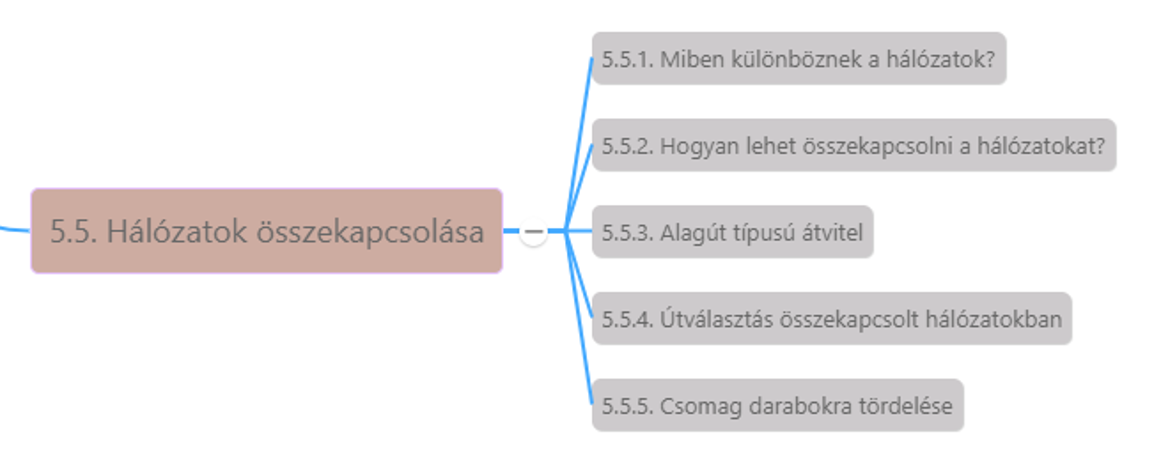 5.5. Hálózatok összekapcsolása
5.5.1. Miben különböznek a hálózatok?
5.5.2. Hogyan lehet összekapcsolni a hálózatokat?
5.5.3. Alagút típusú átvitel
5.5.4. Útválasztás összekapcsolt hálózatokban
5.5.5. Csomag darabokra tördelése